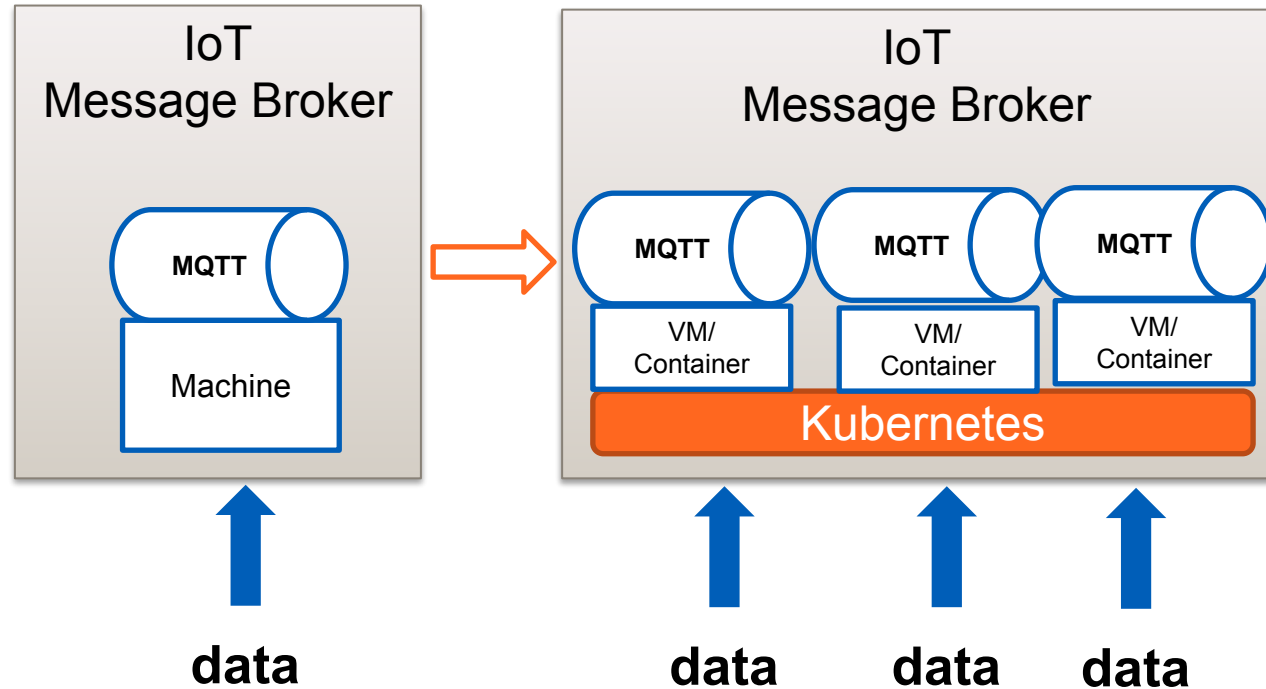 IoT
Message Broker
MQTT
Machine
data
IoT
Message Broker
MQTT
MQTT
MQTT
VM/
Container
VM/
Container
VM/
Container
Kubernetes
data
data
data